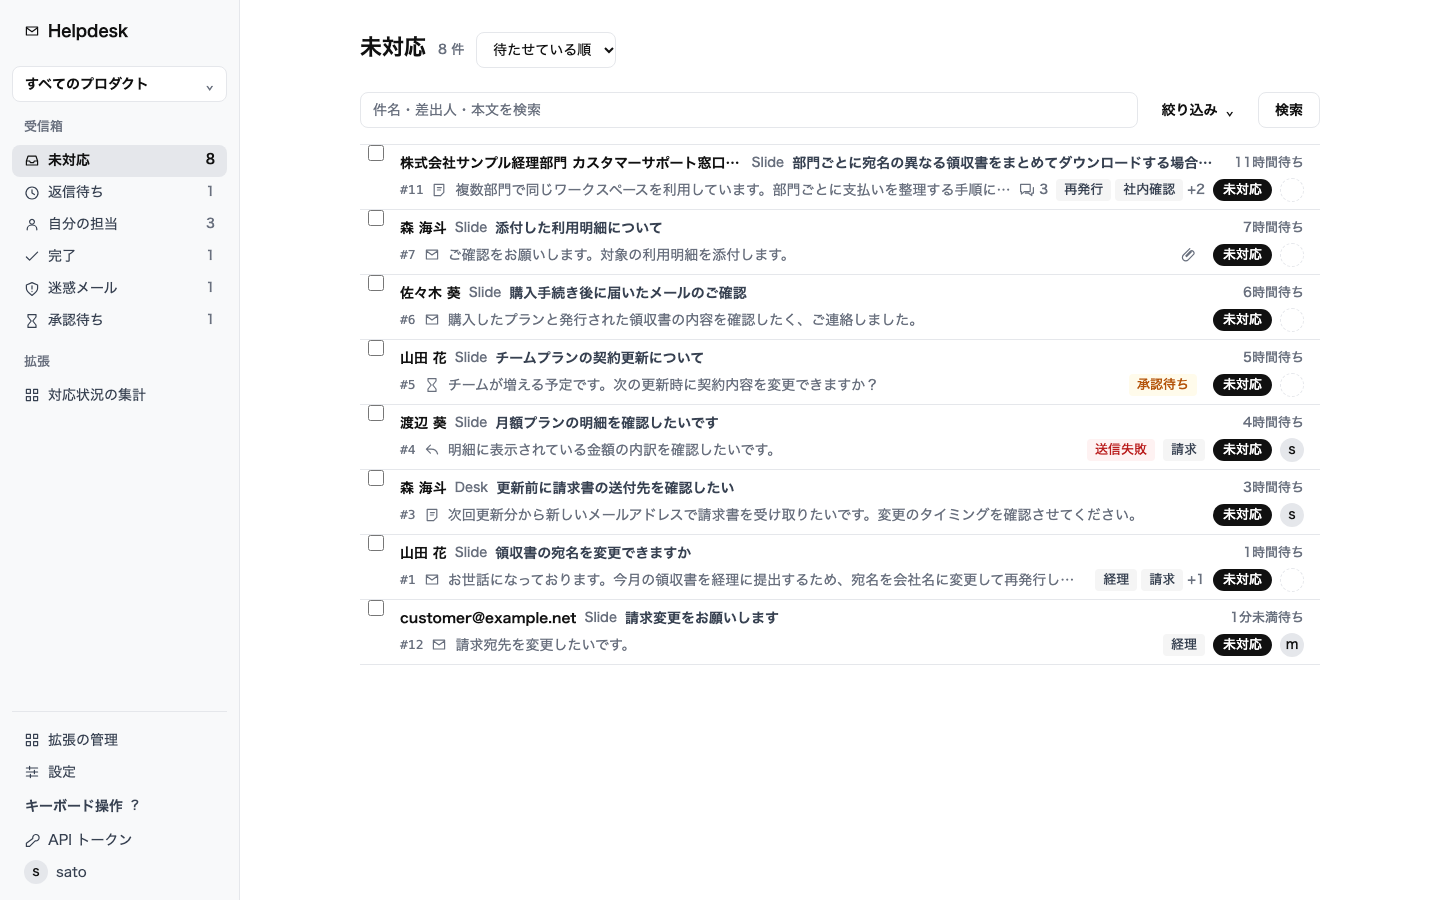 Helpdesk
すべてのプロダクト
受信箱
未対応 8
返信待ち 1
自分の担当 3
完了 1
迷惑メール 1
承認待ち 1
拡張
対応状況の集計
拡張の管理
設定
キーボード操作 ?
API トークン
s sato
未対応 8 件 待たせている順
件名・差出人・本文を検索 絞り込み 検索
株式会社サンプル経理部門 カスタマーサポート窓口… Slide 部門ごとに宛名の異なる領収書をまとめてダウンロードする場合… 11時間待ち
#11 複数部門で同じワークスペースを利用しています。部門ごとに支払いを整理する手順に… 3 再発行 社内確認 +2 未対応
森 海斗 Slide 添付した利用明細について 7時間待ち
#7 ご確認をお願いします。対象の利用明細を添付します。 未対応
佐々木 葵 Slide 購入手続き後に届いたメールのご確認 6時間待ち
#6 購入したプランと発行された領収書の内容を確認したく、ご連絡しました。 未対応
山田 花 Slide チームプランの契約更新について 5時間待ち
#5 チームが増える予定です。次の更新時に契約内容を変更できますか？ 承認待ち 未対応
渡辺 葵 Slide 月額プランの明細を確認したいです 4時間待ち
#4 明細に表示されている金額の内訳を確認したいです。 送信失敗 請求 未対応 s
森 海斗 Desk 更新前に請求書の送付先を確認したい 3時間待ち
#3 次回更新分から新しいメールアドレスで請求書を受け取りたいです。変更のタイミングを確認させてください。 未対応 s
山田 花 Slide 領収書の宛名を変更できますか 1時間待ち
#1 お世話になっております。今月の領収書を経理に提出するため、宛名を会社名に変更して再発行し… 経理 請求 +1 未対応
customer@example.net Slide 請求変更をお願いします 1分未満待ち
#12 請求宛先を変更したいです。 経理 未対応 m